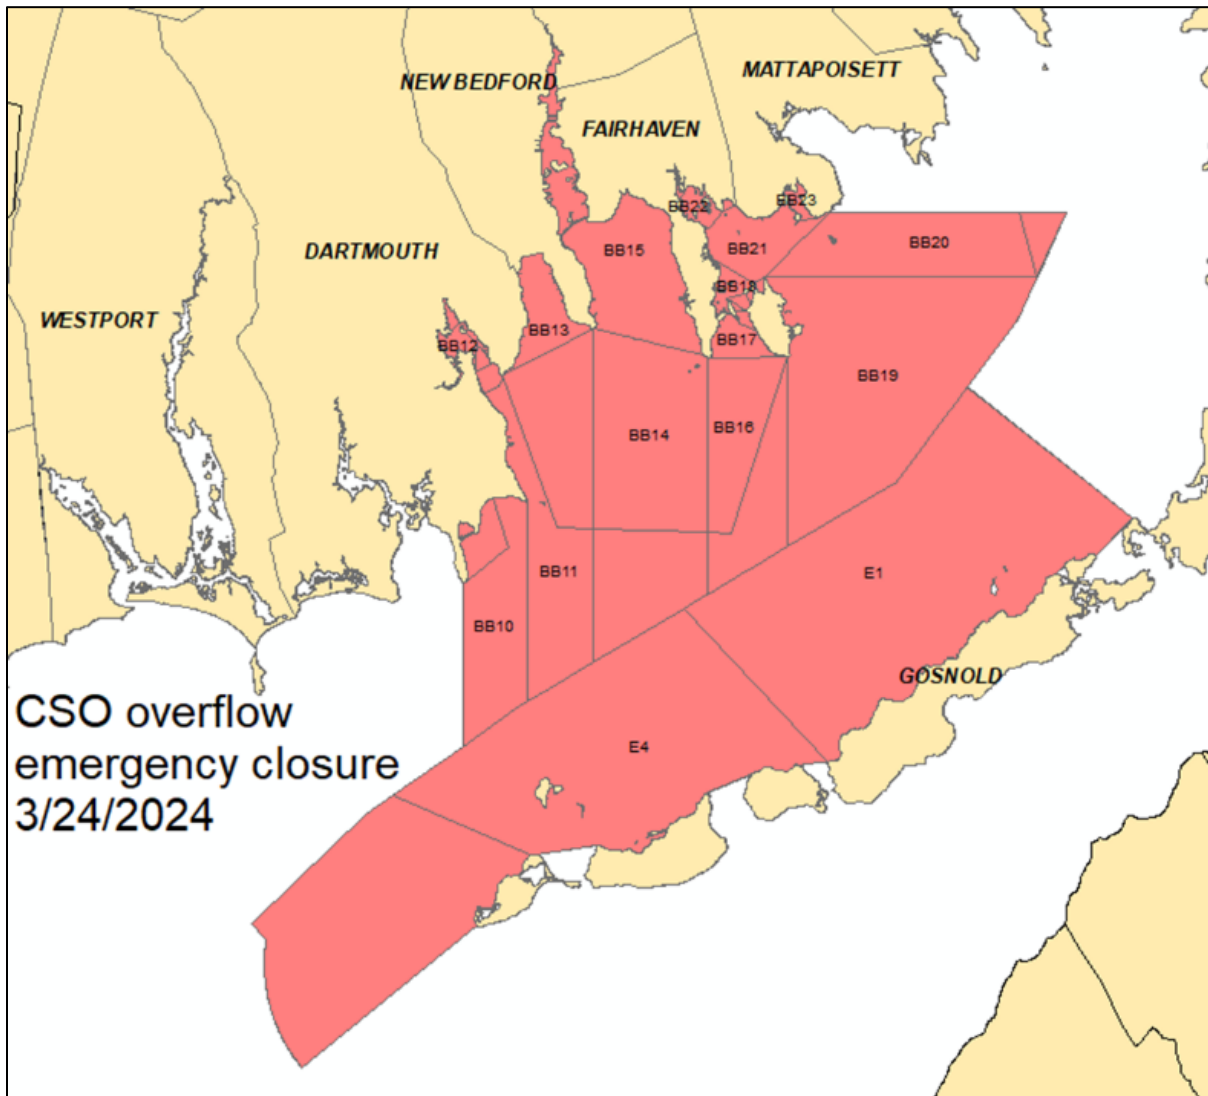 NEW BEDFORD
MATTAPOISETT
FAIRHAVEN
BB22
BB23
DARTMOUTH
BB15
BB21
BB20
BB18
WESTPORT
BB13
BB12
BB17
BB19
BB14
BB16
BB11
E1
BB10
GOSNOLD
CSO overflow
emergency closure
3/24/2024
E4